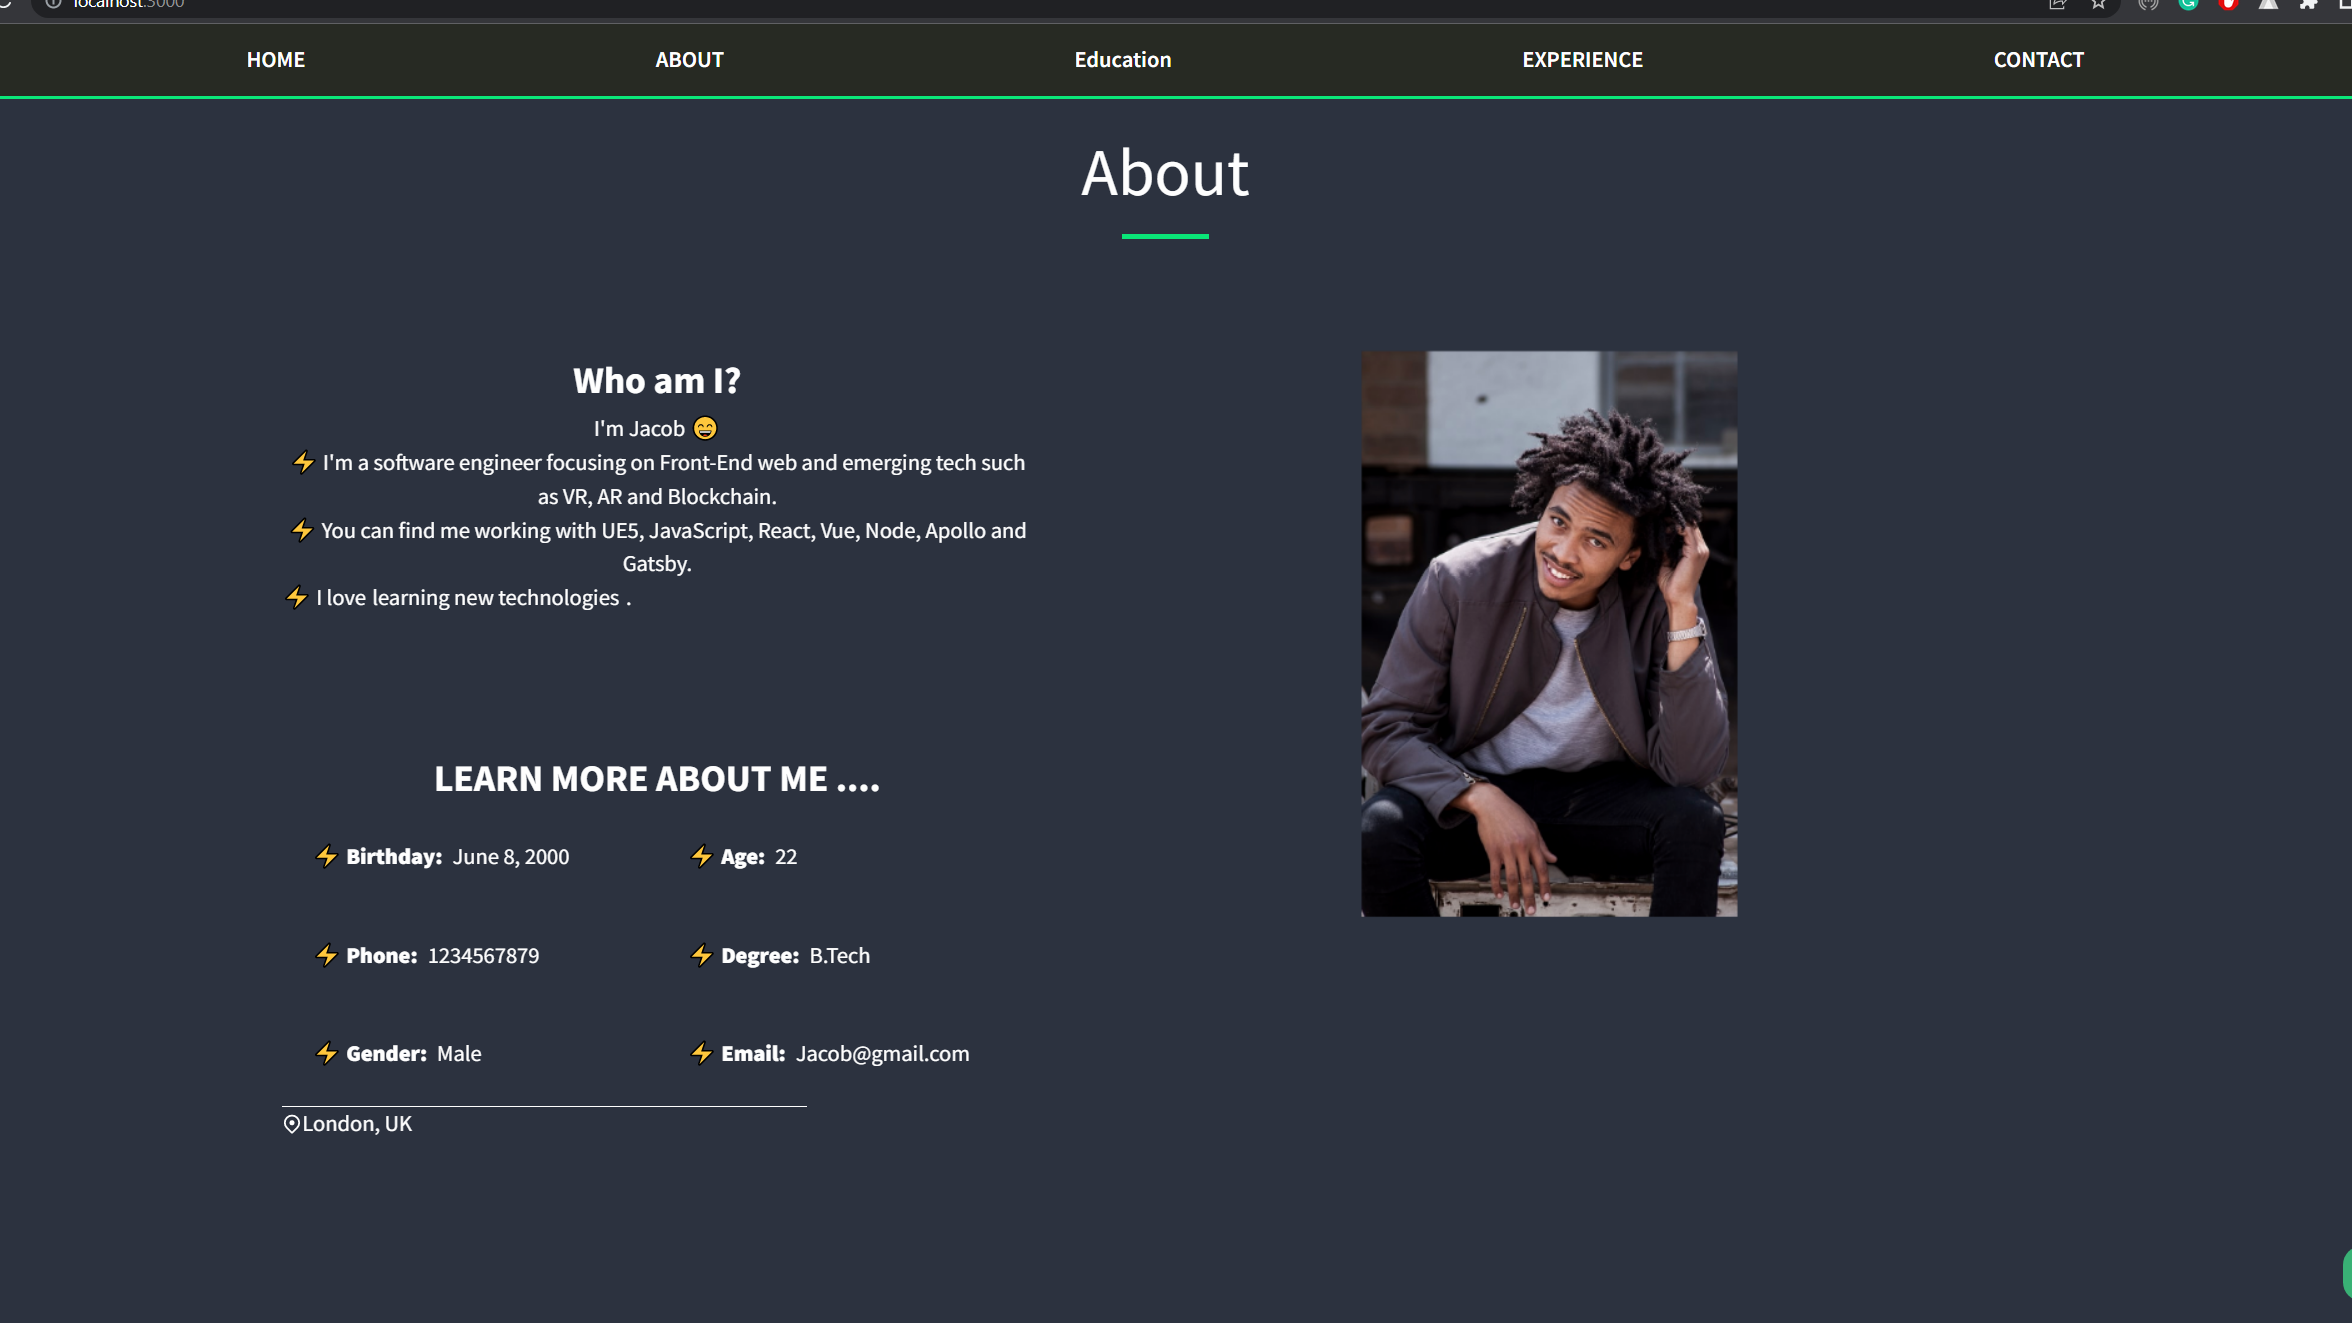 localhost:3000
HOME ABOUT Education EXPERIENCE CONTACT
About
Who am I?
I'm Jacob 😄
⚡ I'm a software engineer focusing on Front-End web and emerging tech such
as VR, AR and Blockchain.
⚡ You can find me working with UE5, JavaScript, React, Vue, Node, Apollo and
Gatsby.
⚡ I love learning new technologies .
LEARN MORE ABOUT ME ....
⚡ Birthday: June 8, 2000 ⚡ Age: 22
⚡ Phone: 1234567879 ⚡ Degree: B.Tech
⚡ Gender: Male ⚡ Email: Jacob@gmail.com
London, UK